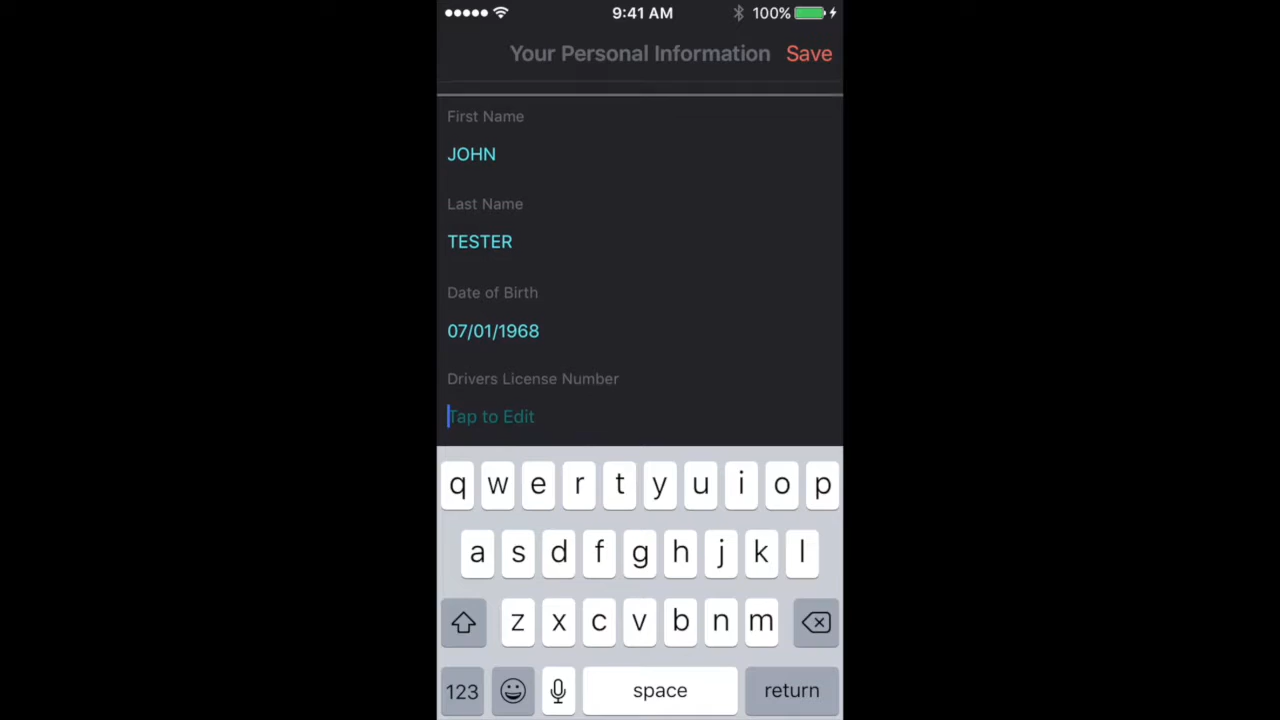 9:41 AM 100%
Your Personal Information Save
First Name
JOHN
Last Name
TESTER
Date of Birth
07/01/1968
Drivers License Number
Tap to Edit
q w e r t y u i o p
a s d f g h j k l
z x c v b n m
123 space return